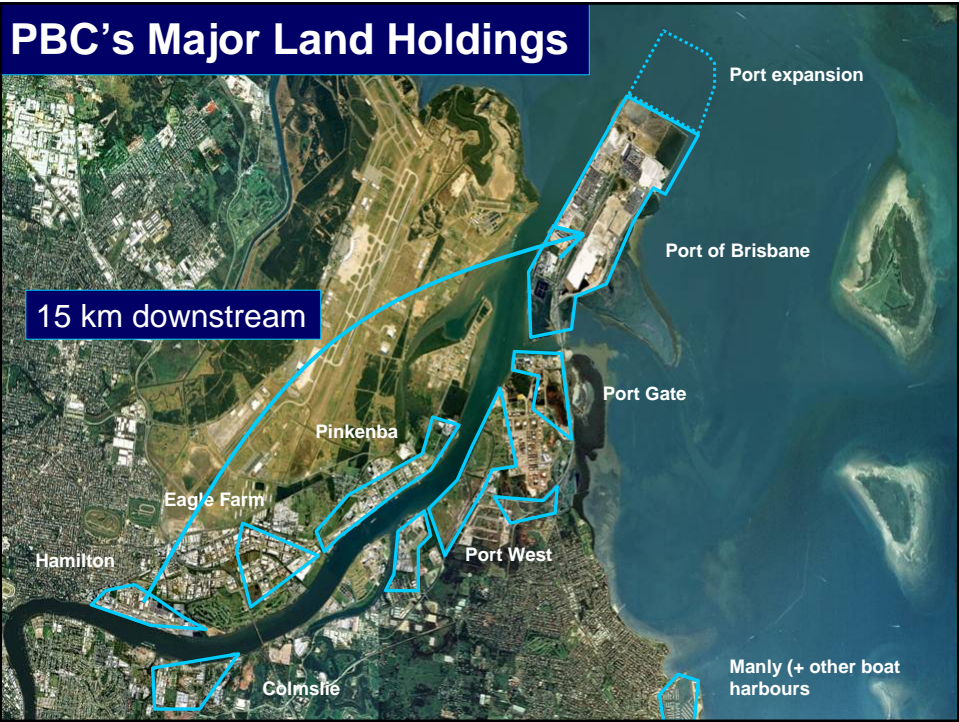 PBC's Major Land Holdings
Port expansion
Port of Brisbane
15 km downstream
Port Gate
Pinkenba
Eagle Farm
Hamilton
Port West
Colmslie
Manly (+ other boat
harbours